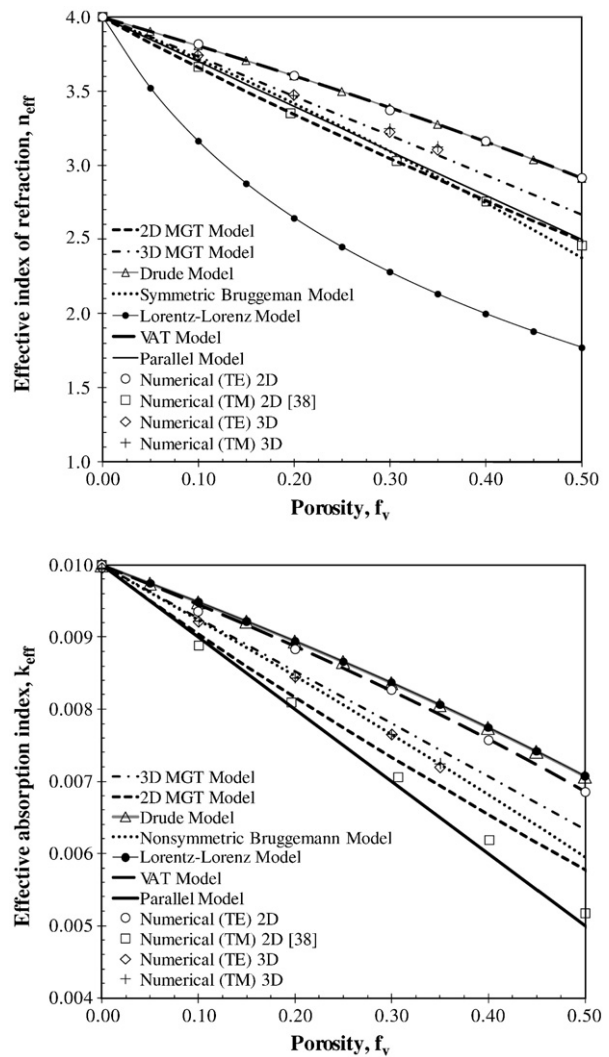 4.0
3.5
3.0
2.5
2.0
1.5
1.0
Effective index of refraction, n_eff
2D MGT Model
3D MGT Model
Drude Model
Symmetric Bruggeman Model
Lorentz-Lorenz Model
VAT Model
Parallel Model
Numerical (TE) 2D
Numerical (TM) 2D [38]
Numerical (TE) 3D
Numerical (TM) 3D
0.00 0.10 0.20 0.30 0.40 0.50
Porosity, f_v
0.010
0.009
0.008
0.007
0.006
0.005
0.004
Effective absorption index, k_eff
3D MGT Model
2D MGT Model
Drude Model
Nonsymmetric Bruggemann Model
Lorentz-Lorenz Model
VAT Model
Parallel Model
Numerical (TE) 2D
Numerical (TM) 2D [38]
Numerical (TE) 3D
Numerical (TM) 3D
0.00 0.10 0.20 0.30 0.40 0.50
Porosity, f_v